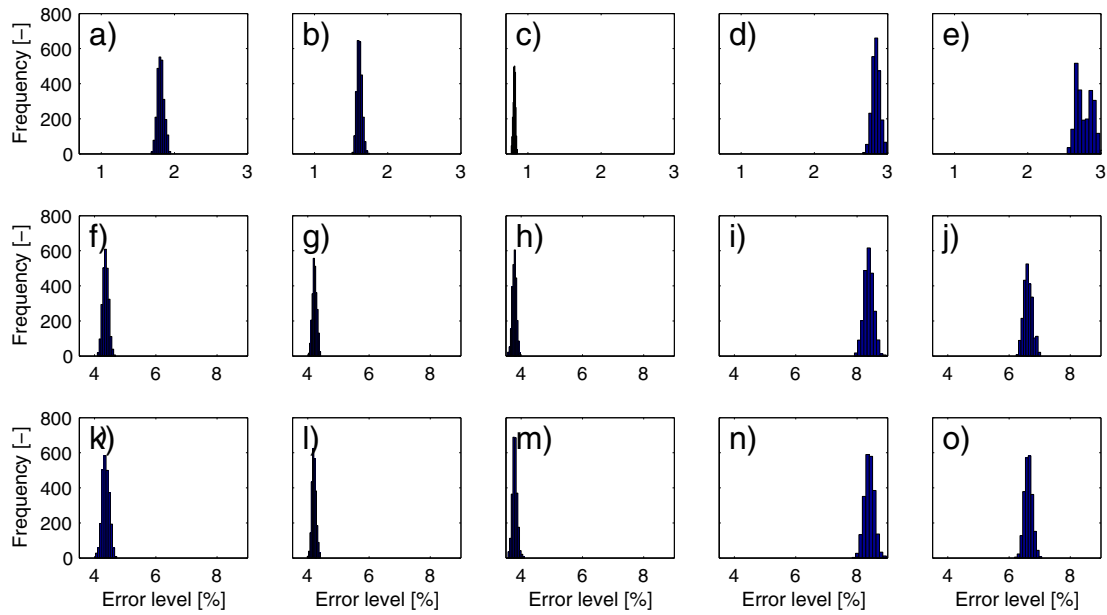 800
600
400
200
0
Frequency [−]
a) b) c) d) e)
1 2 3 1 2 3 1 2 3 1 2 3 1 2 3
800
600
400
200
0
Frequency [−]
f) g) h) i) j)
4 6 8 4 6 8 4 6 8 4 6 8 4 6 8
800
600
400
200
0
Frequency [−]
k) l) m) n) o)
4 6 8 4 6 8 4 6 8 4 6 8 4 6 8
Error level [%] Error level [%] Error level [%] Error level [%] Error level [%]